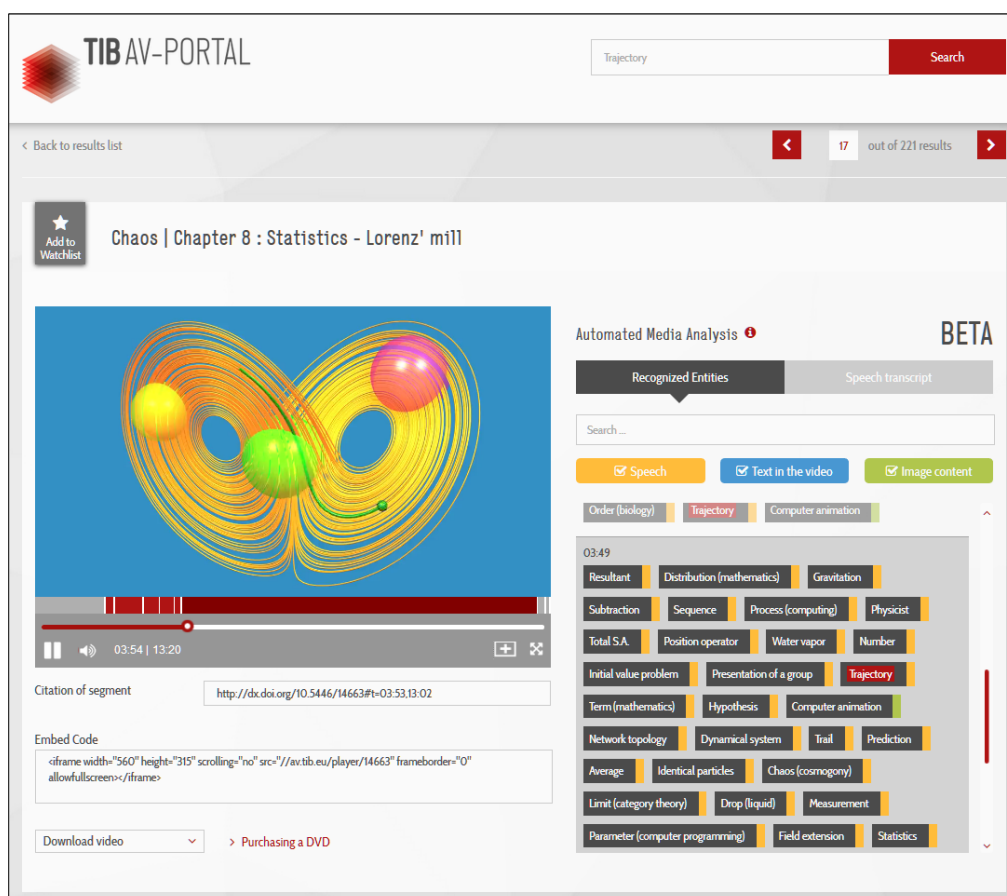 TIB AV-PORTAL
Trajectory
Search
Back to results list
17 out of 221 results
Add to
Watchlist
Chaos | Chapter 8 : Statistics - Lorenz' mill
03:54 | 13:20
Citation of segment
http://dx.doi.org/10.5446/14663#t=03:53,13:02
Embed Code
<iframe width="560" height="315" scrolling="no" src="//av.tib.eu/player/14663" frameborder="0"
allowfullscreen></iframe>
Download video
> Purchasing a DVD
Automated Media Analysis
BETA
Recognized Entities
Speech transcript
Search ...
Speech
Text in the video
Image content
Order (biology) Trajectory Computer animation
03:49
Resultant Distribution (mathematics) Gravitation
Subtraction Sequence Process (computing) Physicist
Total S.A. Position operator Water vapor Number
Initial value problem Presentation of a group Trajectory
Term (mathematics) Hypothesis Computer animation
Network topology Dynamical system Trail Prediction
Average Identical particles Chaos (cosmogony)
Limit (category theory) Drop (liquid) Measurement
Parameter (computer programming) Field extension Statistics